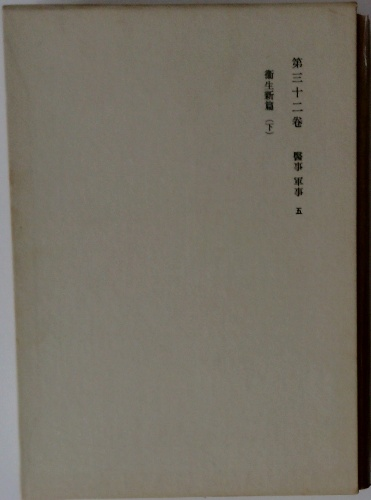 第三十二卷 醫事 軍事 五
衞生新篇(下)